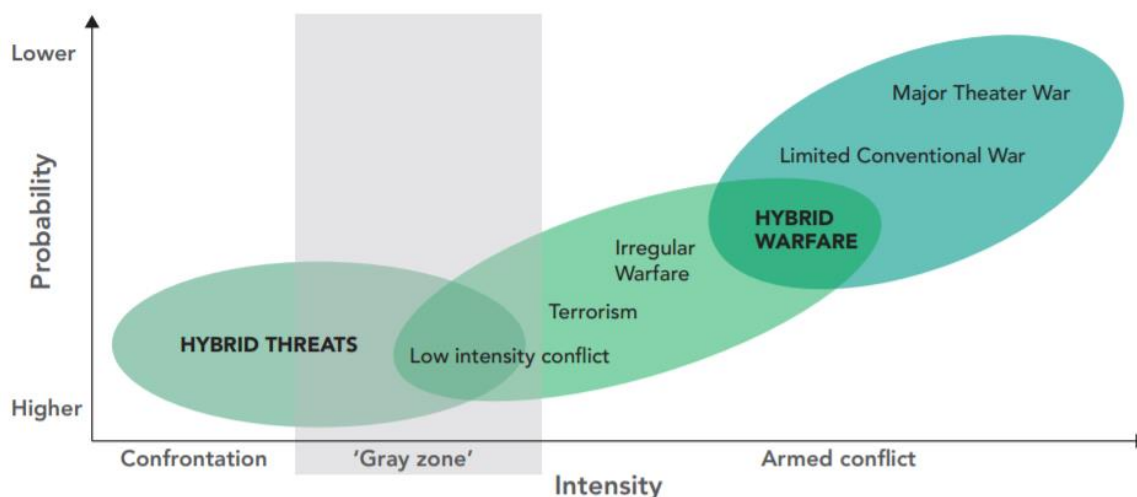 Lower
Probability
Higher
Major Theater War
Limited Conventional War
HYBRID
WARFARE
Irregular
Warfare
Terrorism
HYBRID THREATS
Low intensity conflict
Confrontation
‘Gray zone’
Armed conflict
Intensity